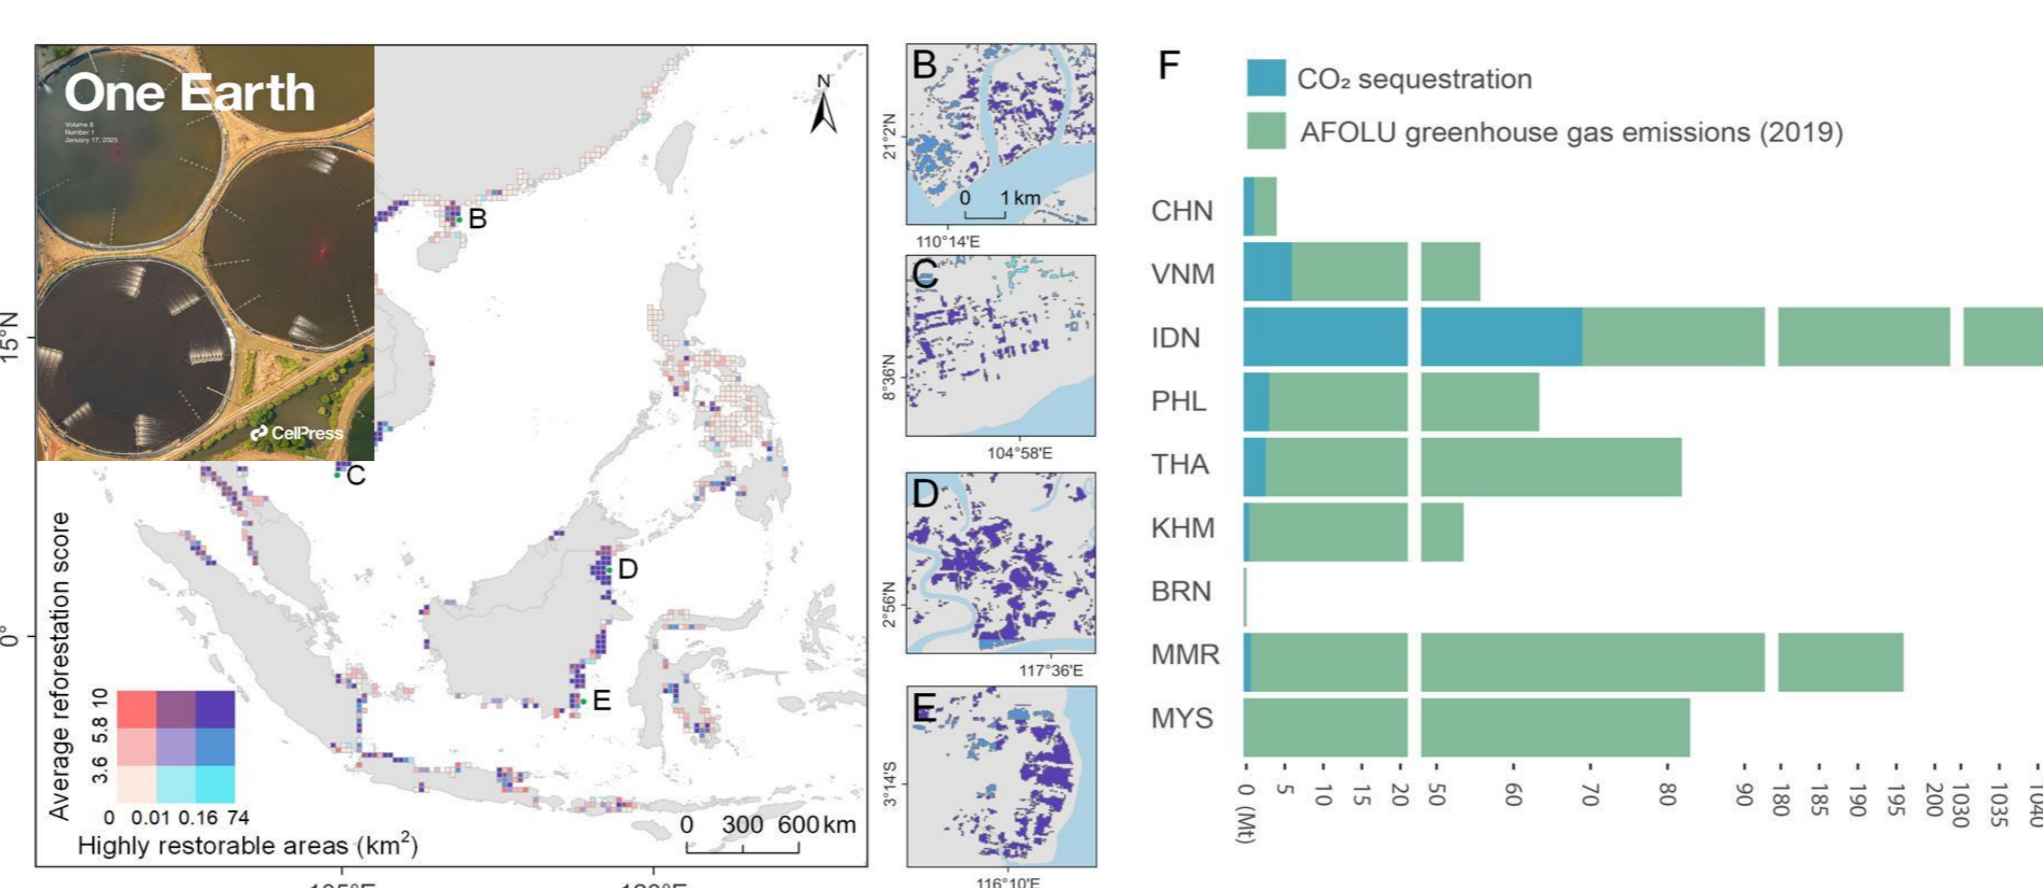 One Earth
Volume 8
Number 1
January 17, 2025
CellPress
N
B
C
D
E
15°N
0°
Average reforestation score
10
5.8
3.6
0 0.01 0.16 74
Highly restorable areas (km²)
0 300 600 km
B
21°2'N
0 1 km
110°14'E
C
8°36'N
104°58'E
D
2°56'N
117°36'E
E
3°14'S
116°10'E
F
CO₂ sequestration
AFOLU greenhouse gas emissions (2019)
CHN
VNM
IDN
PHL
THA
KHM
BRN
MMR
MYS
0 5 10 15 20 50 60 70 80 90 180 185 190 195 200 1030 1035 1040
(Mt)